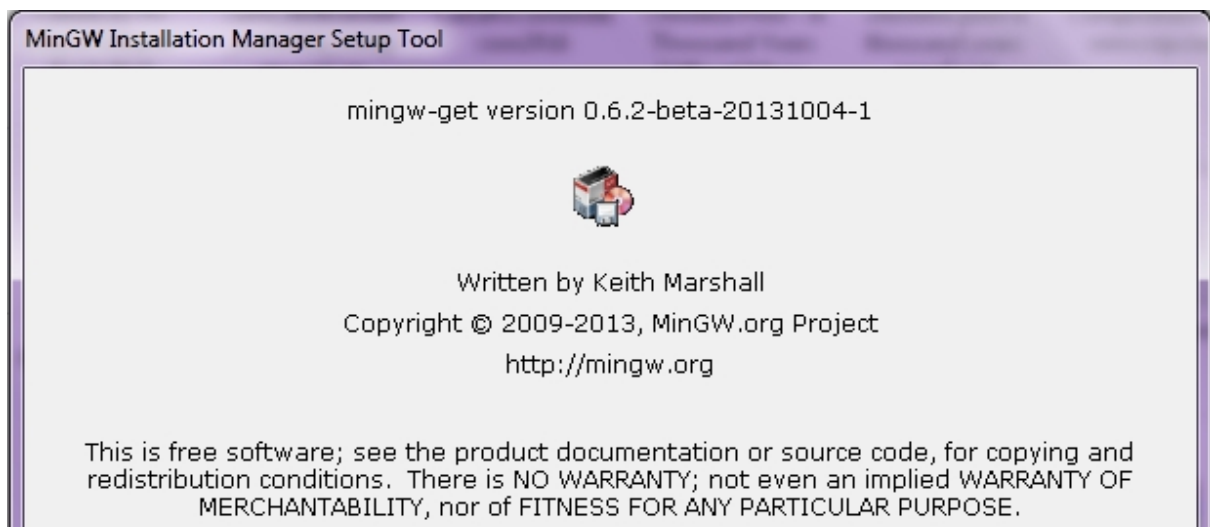 MinGW Installation Manager Setup Tool
mingw-get version 0.6.2-beta-20131004-1
Written by Keith Marshall
Copyright © 2009-2013, MinGW.org Project
http://mingw.org
This is free software; see the product documentation or source code, for copying and
redistribution conditions.  There is NO WARRANTY; not even an implied WARRANTY OF
MERCHANTABILITY, nor of FITNESS FOR ANY PARTICULAR PURPOSE.